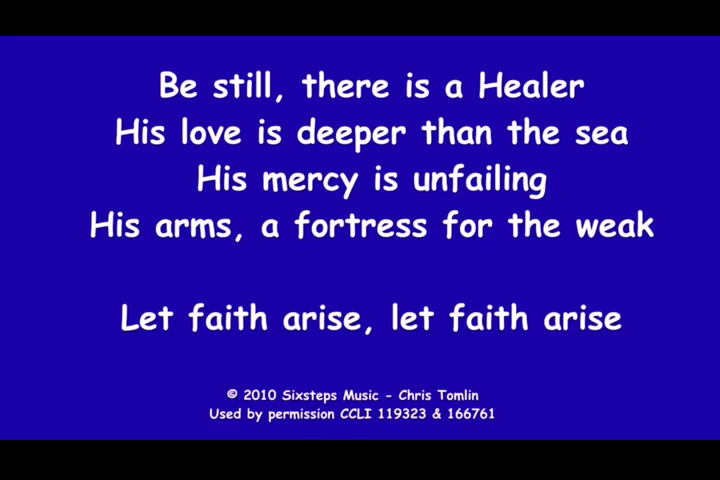 Be still, there is a Healer
His love is deeper than the sea
His mercy is unfailing
His arms, a fortress for the weak
Let faith arise, let faith arise
© 2010 Sixsteps Music - Chris Tomlin
Used by permission CCLI 119323 & 166761